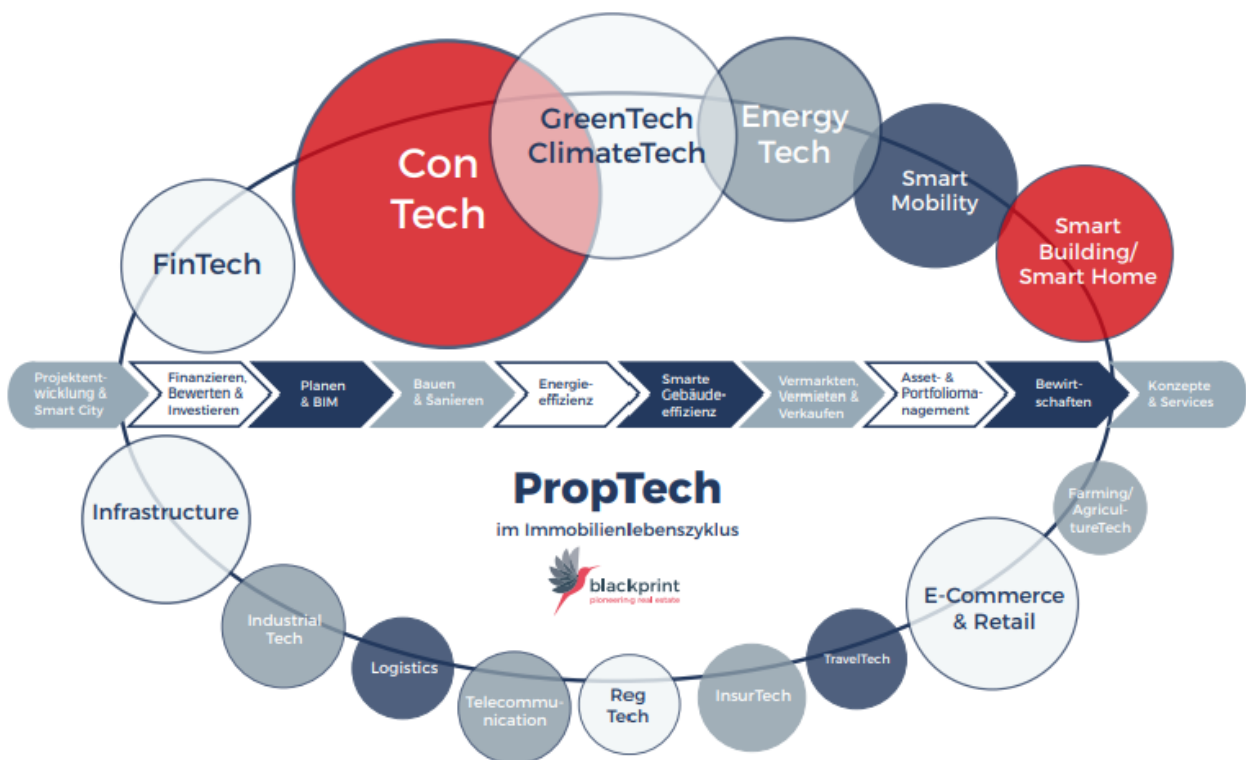 Con
Tech
GreenTech
ClimateTech
Energy
Tech
Smart
Mobility
Smart
Building/
Smart Home
FinTech
Projektent-
wicklung &
Smart City
Finanzieren,
Bewerten &
Investieren
Planen
& BIM
Bauen
& Sanieren
Energie-
effizienz
Smarte
Gebäude-
effizienz
Vermarkten,
Vermieten &
Verkaufen
Asset- &
Portfolioma-
nagement
Bewirt-
schaften
Konzepte
& Services
PropTech
im Immobilienlebenszyklus
blackprint
pioneering real estate
Infrastructure
Industrial
Tech
Logistics
Telecommu-
nication
Reg
Tech
InsurTech
TravelTech
E-Commerce
& Retail
Farming/
Agricul-
tureTech